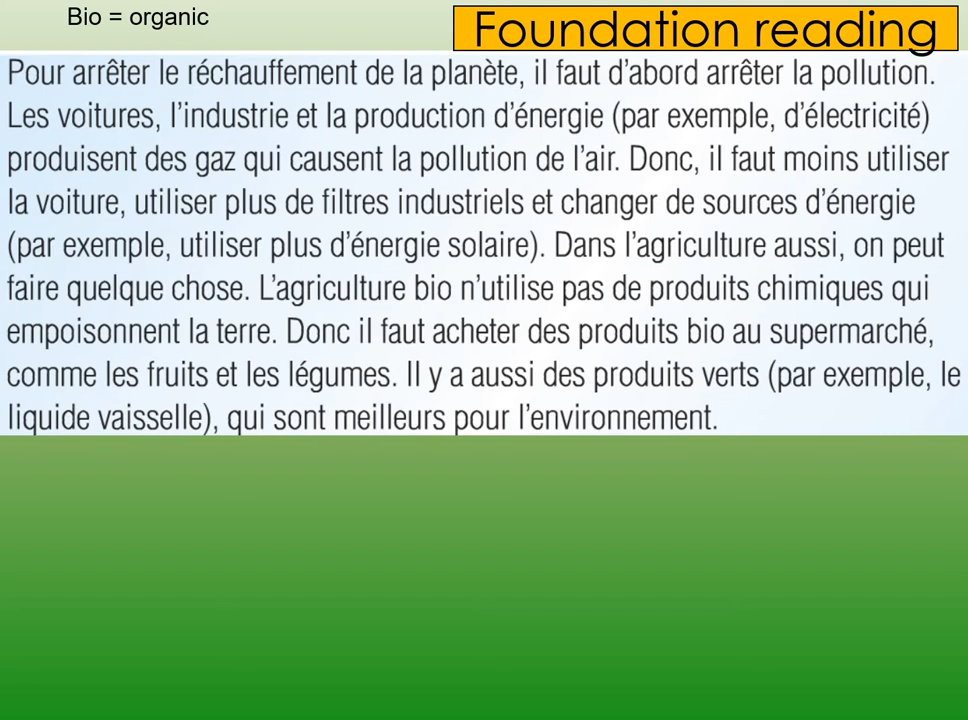 Bio = organic
Foundation reading
Pour arrêter le réchauffement de la planète, il faut d’abord arrêter la pollution.
Les voitures, l’industrie et la production d’énergie (par exemple, d’électricité)
produisent des gaz qui causent la pollution de l’air. Donc, il faut moins utiliser
la voiture, utiliser plus de filtres industriels et changer de sources d’énergie
(par exemple, utiliser plus d’énergie solaire). Dans l’agriculture aussi, on peut
faire quelque chose. L’agriculture bio n’utilise pas de produits chimiques qui
empoisonnent la terre. Donc il faut acheter des produits bio au supermarché,
comme les fruits et les légumes. Il y a aussi des produits verts (par exemple, le
liquide vaisselle), qui sont meilleurs pour l’environnement.